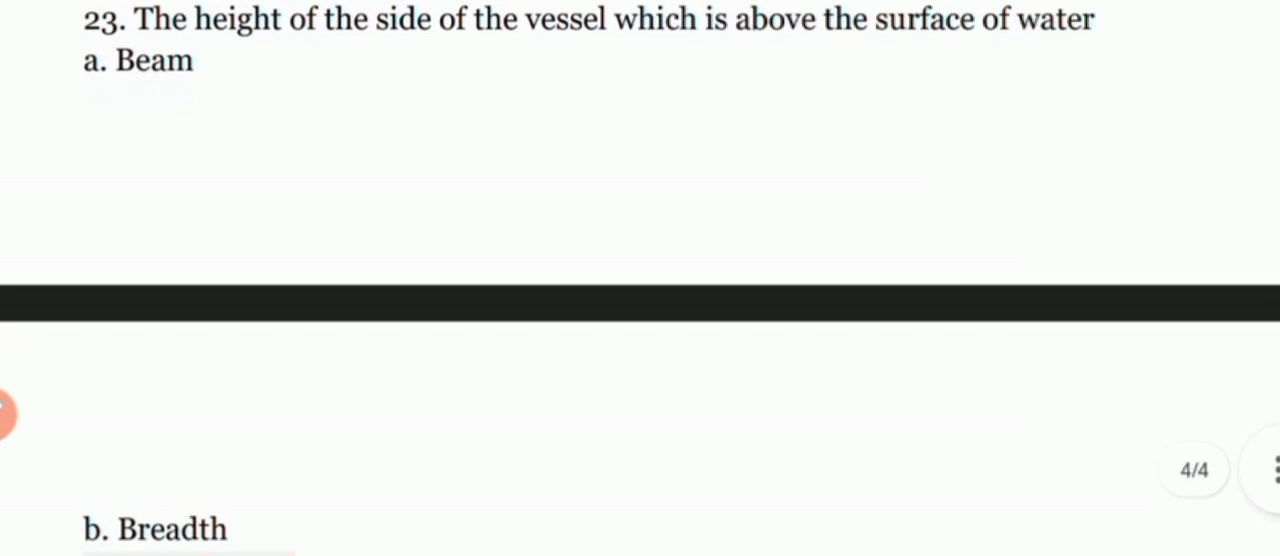 23. The height of the side of the vessel which is above the surface of water
a. Beam
4/4
b. Breadth